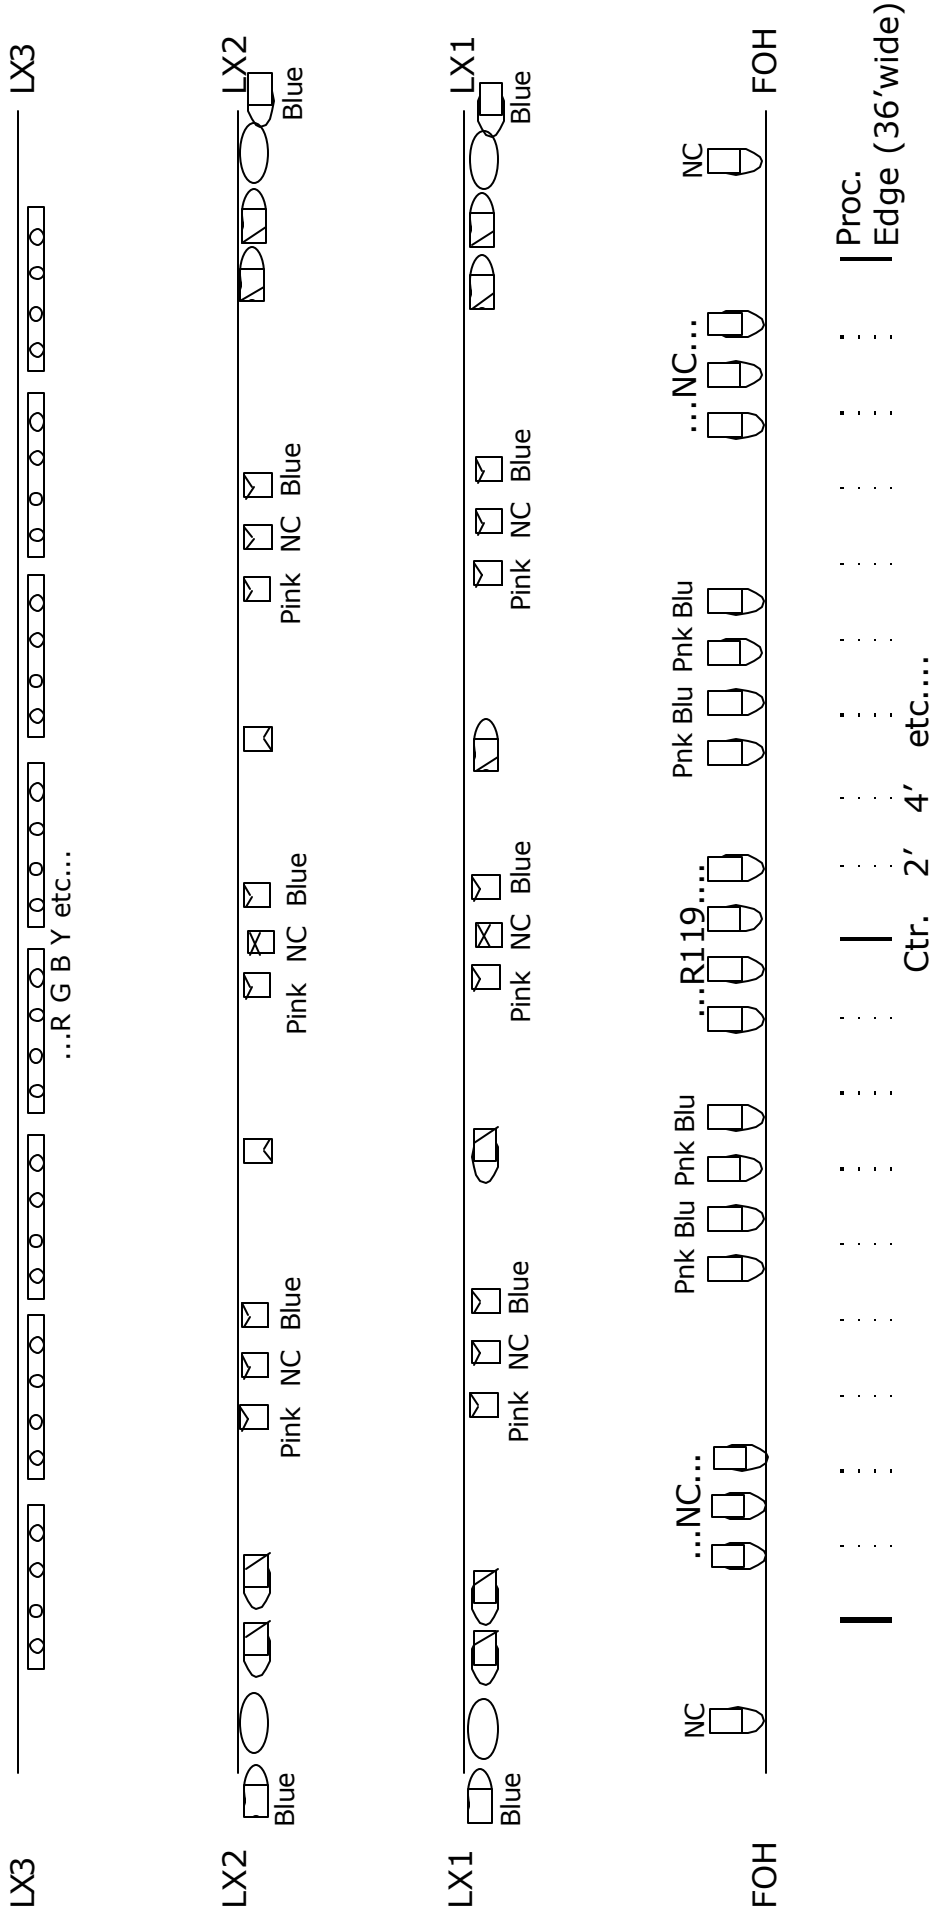 LX3 LX3
...R G B Y etc...
LX2 LX2
Blue Pink NC Blue Pink NC Blue Pink NC Blue Blue
LX1 LX1
Blue Pink NC Blue Pink NC Blue Pink NC Blue Blue
NC ...NC... Pnk Blu Pnk Blu ...R119.... Pnk Blu Pnk Blu ...NC... NC
FOH FOH
Proc.
Edge (36’wide)
Ctr. 2’ 4’ etc....